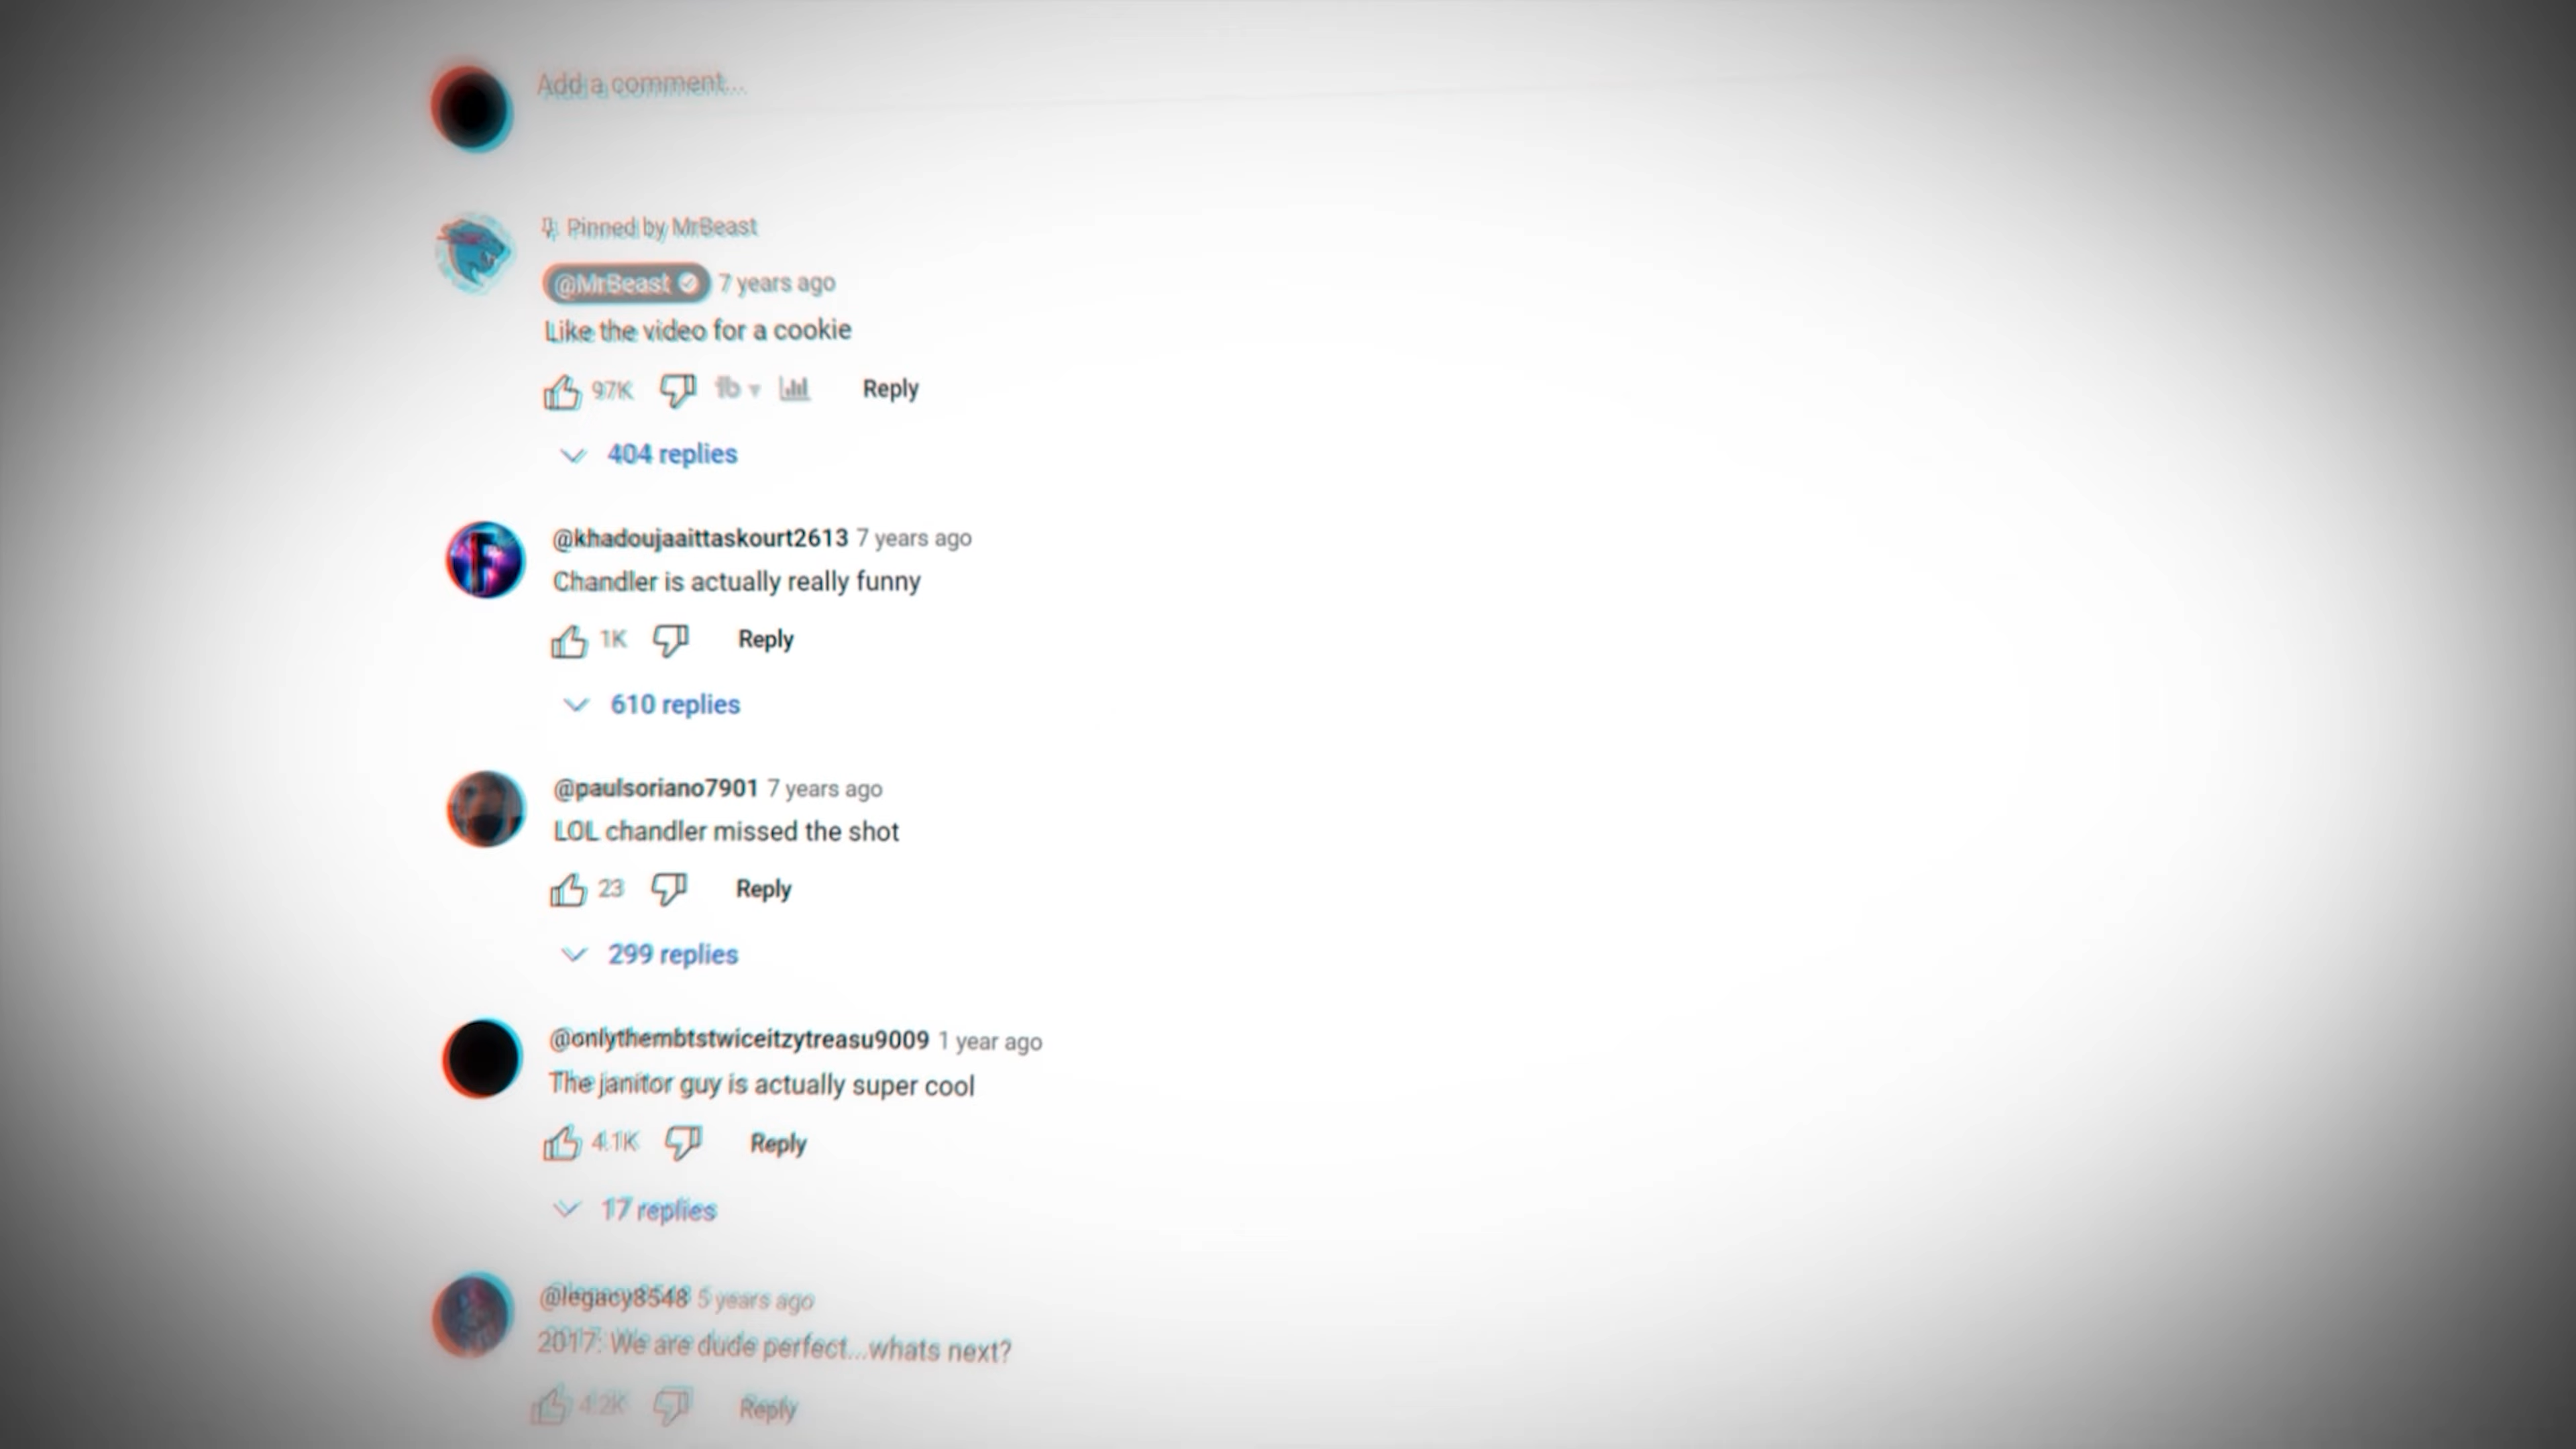 Add a comment...
Pinned by MrBeast
@MrBeast 7 years ago
Like the video for a cookie
97K Reply
404 replies
@khadoujaaittaskourt2613 7 years ago
Chandler is actually really funny
1K Reply
610 replies
@paulsoriano7901 7 years ago
LOL chandler missed the shot
23 Reply
299 replies
@onlythembtstwiceitzytreasu9009 1 year ago
The janitor guy is actually super cool
4.1K Reply
17 replies
@legacy8548 5 years ago
2017: We are dude perfect...whats next?
4.2K Reply